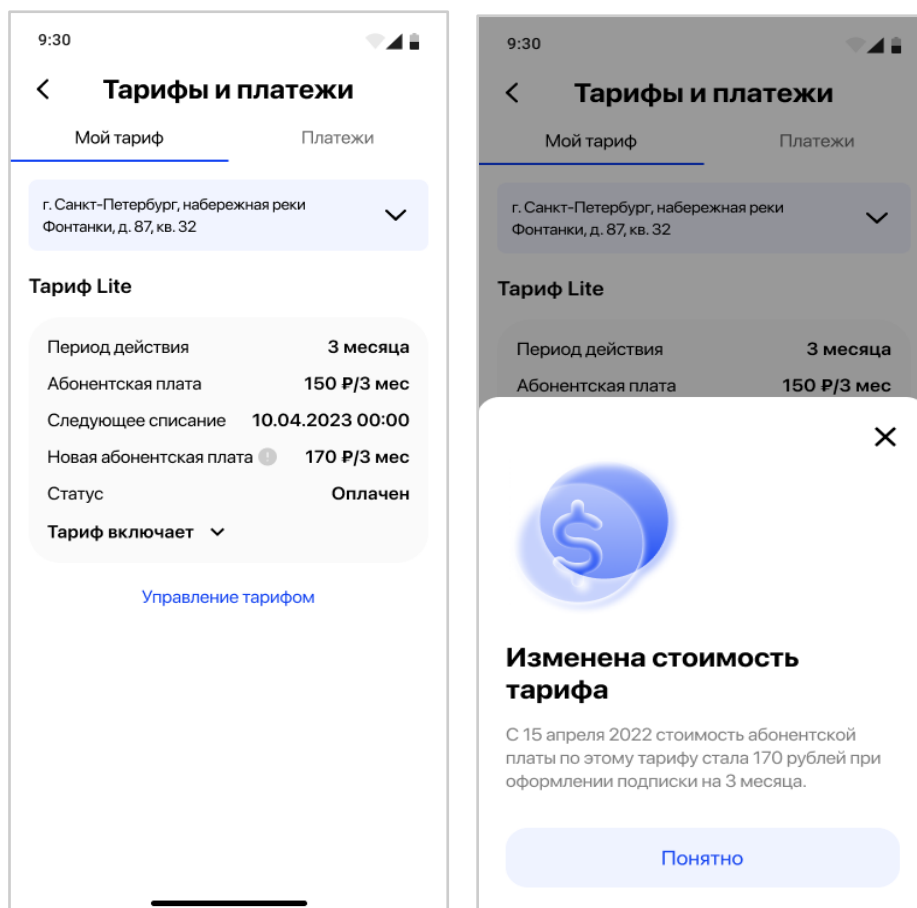 9:30
Тарифы и платежи
Мой тариф Платежи
г. Санкт-Петербург, набережная реки
Фонтанки, д. 87, кв. 32
Тариф Lite
Период действия 3 месяца
Абонентская плата 150 ₽/3 мес
Следующее списание 10.04.2023 00:00
Новая абонентская плата 170 ₽/3 мес
Статус Оплачен
Тариф включает
Управление тарифом
9:30
Тарифы и платежи
Мой тариф Платежи
г. Санкт-Петербург, набережная реки
Фонтанки, д. 87, кв. 32
Тариф Lite
Период действия 3 месяца
Абонентская плата 150 ₽/3 мес
Изменена стоимость
тарифа
С 15 апреля 2022 стоимость абонентской
платы по этому тарифу стала 170 рублей при
оформлении подписки на 3 месяца.
Понятно